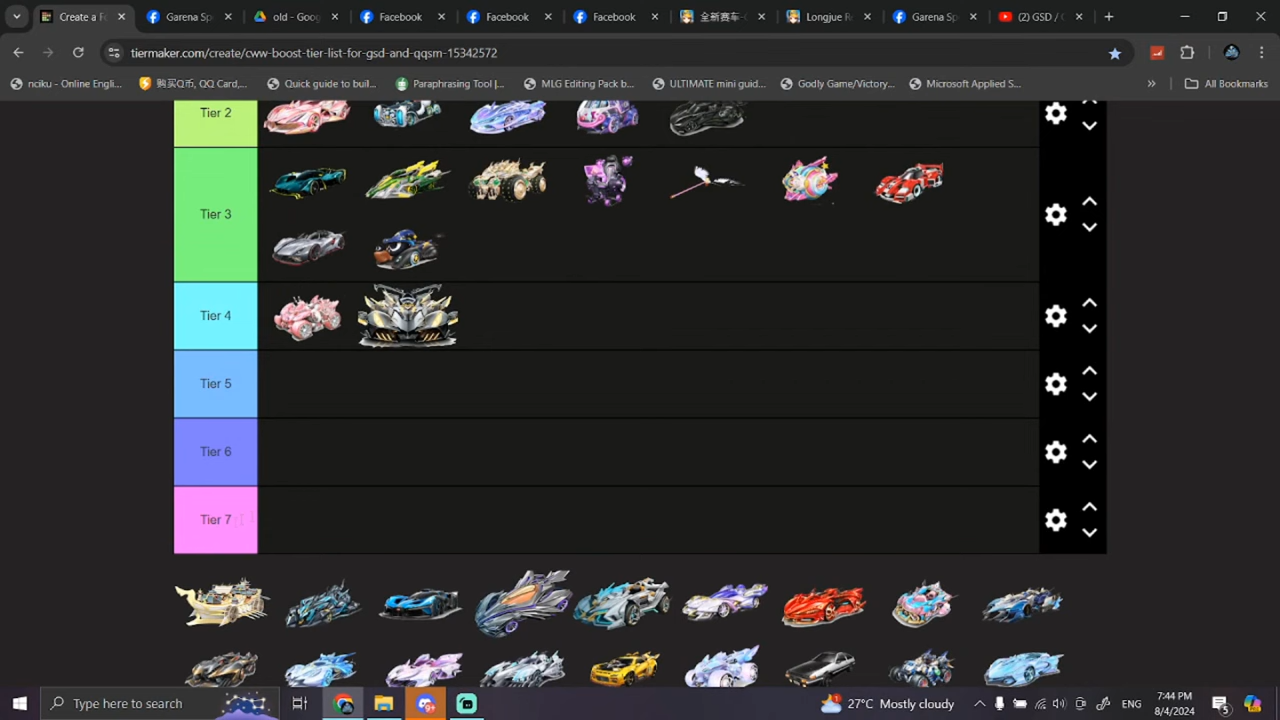 Create a F
Garena Sp
old - Goog
Facebook
Facebook
Facebook
全新赛车
Longjue R
Garena Sp
(2) GSD / C
tiermaker.com/create/cww-boost-tier-list-for-gsd-and-qqsm-15342572
nciku - Online Engli...
购买Q币, QQ Card,...
Quick guide to buil...
Paraphrasing Tool |...
MLG Editing Pack b...
ULTIMATE mini guid...
Godly Game/Victory...
Microsoft Applied S...
All Bookmarks
Tier 2
Tier 3
Tier 4
Tier 5
Tier 6
Tier 7
Type here to search
27°C Mostly cloudy
ENG
7:44 PM
8/4/2024
5